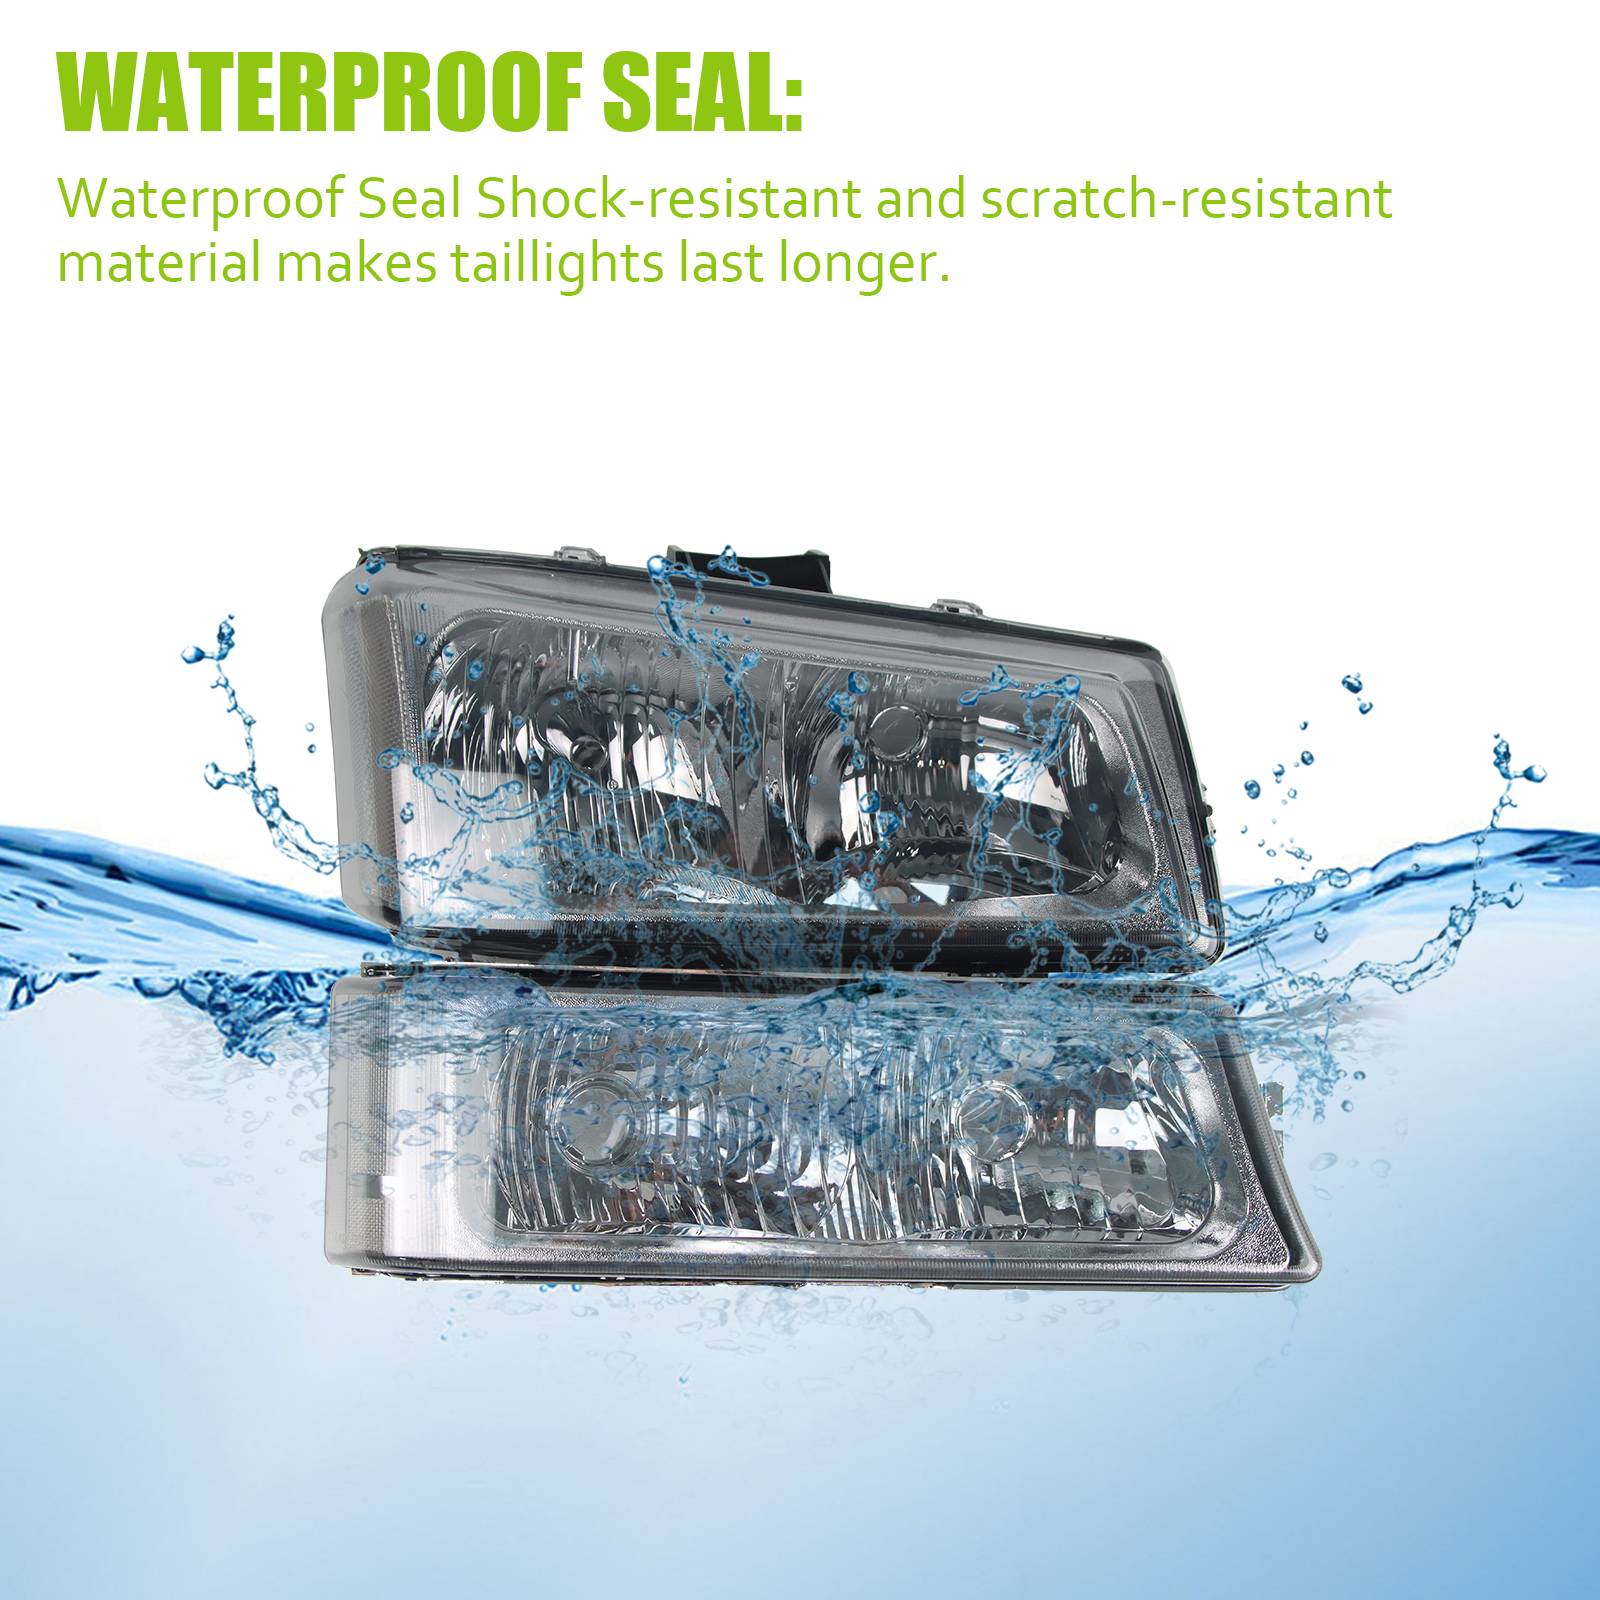 WATERPROOF SEAL:
Waterproof Seal Shock-resistant and scratch-resistant
material makes taillights last longer.